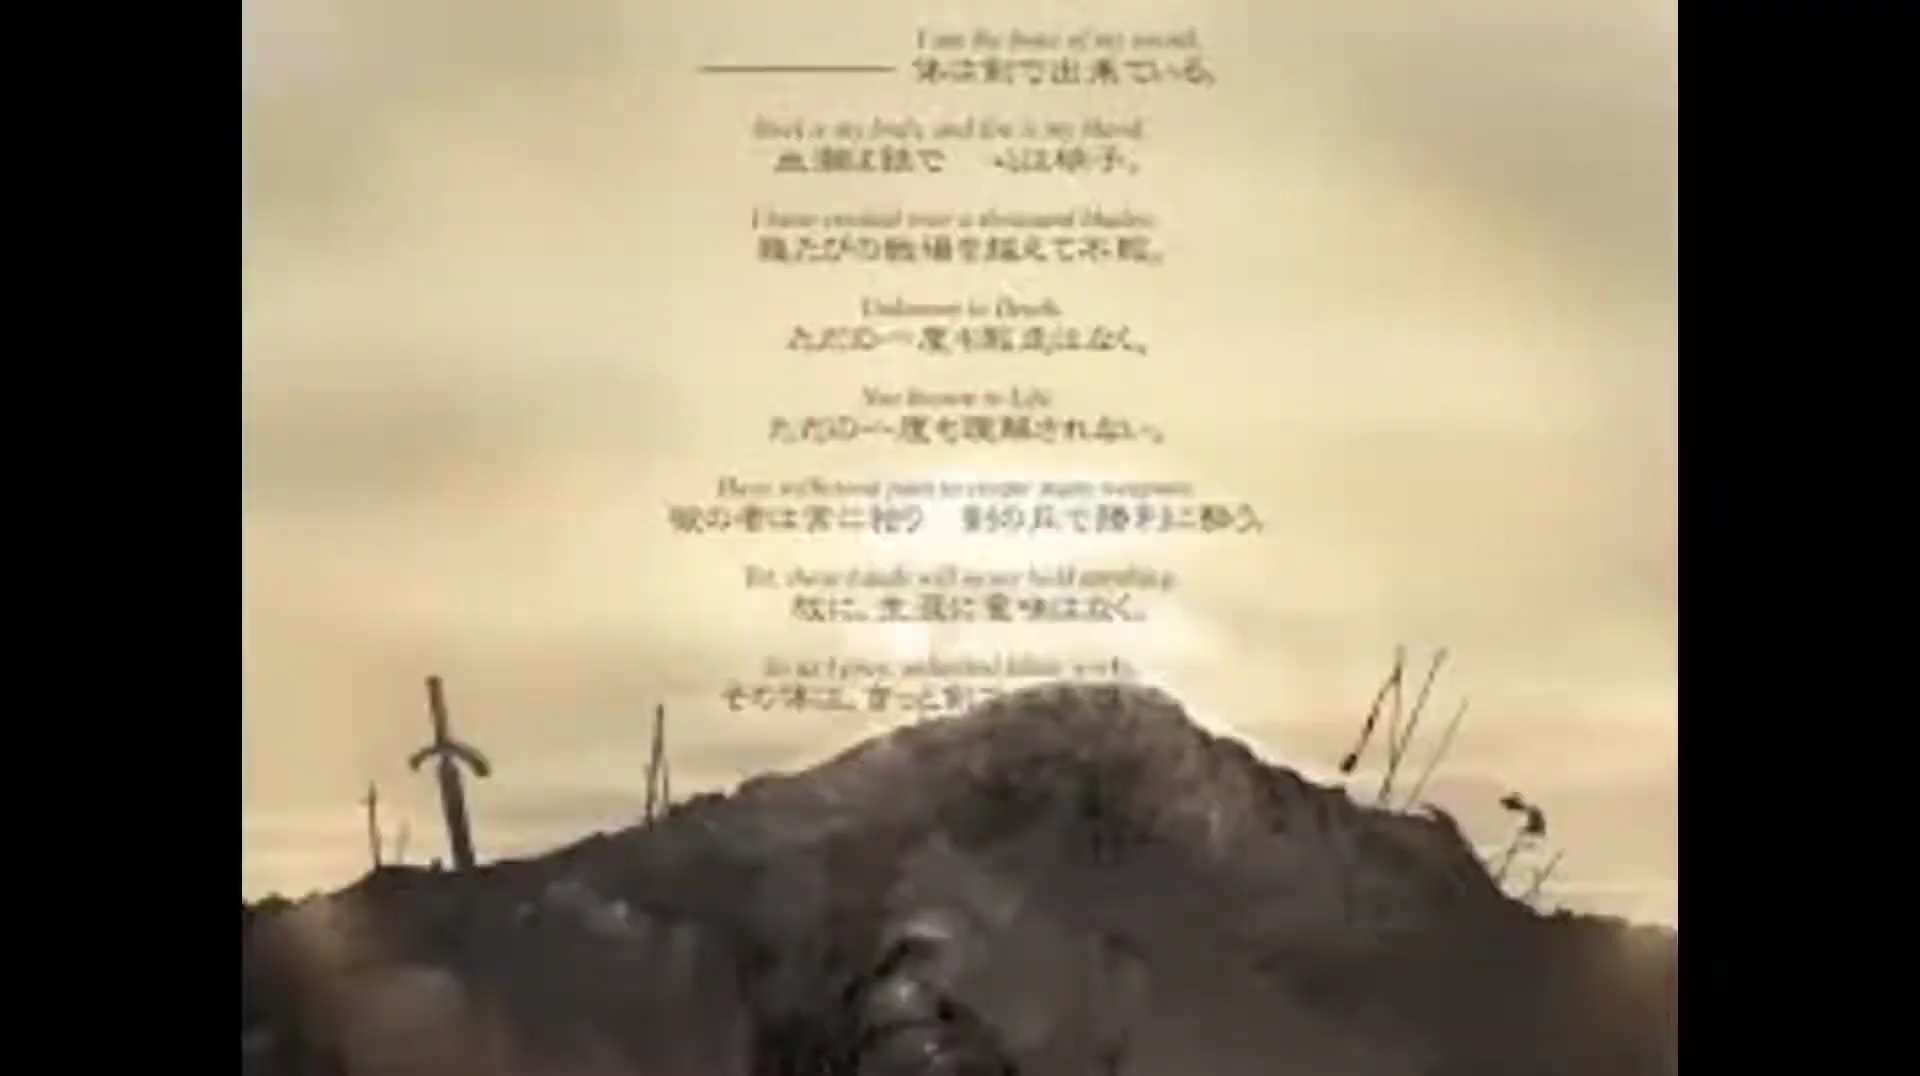 I am the bone of my sword.
体は剣で出来ている。
Steel is my body, and fire is my blood.
血潮は鉄で 心は硝子。
I have created over a thousand blades.
幾たびの戦場を越えて不敗。
Unknown to Death.
ただの一度も敗走はなく、
Nor known to Life.
ただの一度も理解されない。
Have withstood pain to create many weapons.
彼の者は常に独り 剣の丘で勝利に酔う。
Yet, those hands will never hold anything.
故に、生涯に意味はなく。
So as I pray, unlimited blade works.
その体は、きっと剣で